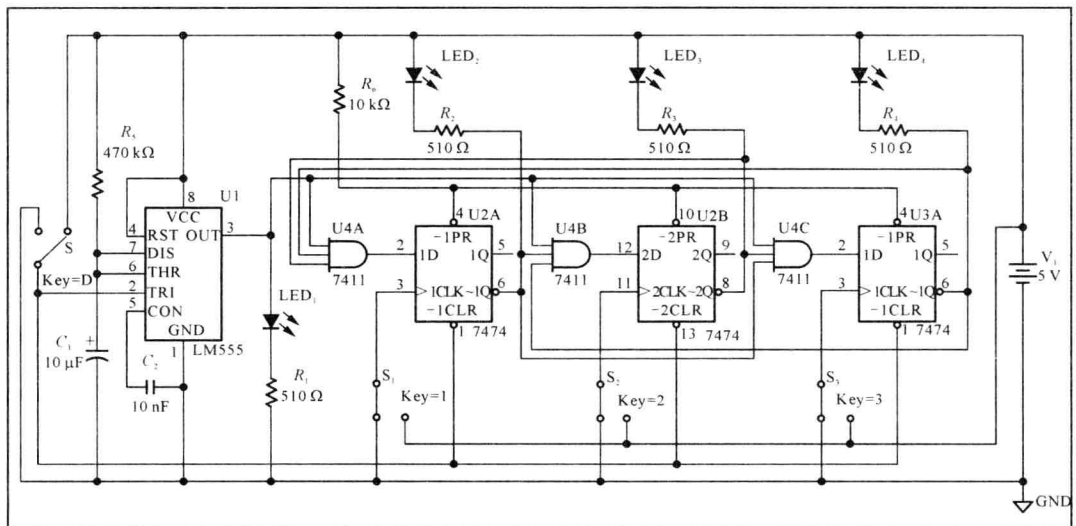 LED₂
LED₃
LED₄
R₆
10 kΩ
R₂
510 Ω
R₃
510 Ω
R₄
510 Ω
R₅
470 kΩ
8
U1
VCC
4
RST
OUT
3
7
DIS
6
THR
2
TRI
5
CON
GND
1
LM555
S
Key=D
C₁
+
10 μF
C₂
10 nF
LED₁
R₁
510 Ω
U4A
7411
4
U2A
~1PR
2
1D
1Q
5
3
1CLK
~1Q
6
~1CLR
1
7474
U4B
7411
10
U2B
~2PR
12
2D
2Q
9
11
2CLK
~2Q
8
~2CLR
13
7474
U4C
7411
4
U3A
~1PR
2
1D
1Q
5
3
1CLK
~1Q
6
~1CLR
1
7474
V₁
5 V
S₁
Key=1
S₂
Key=2
S₃
Key=3
GND